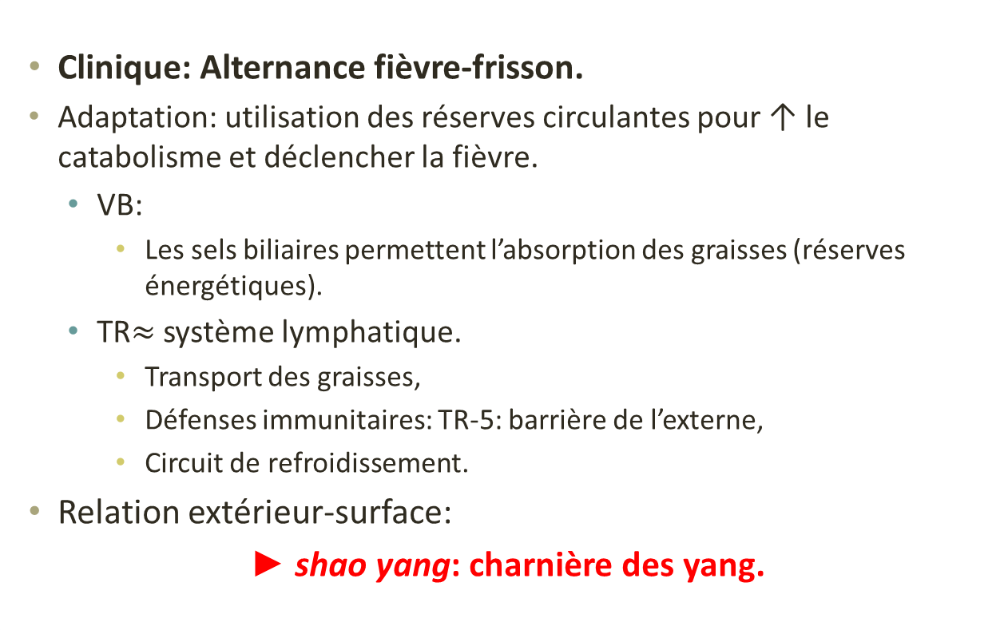 • Clinique: Alternance fièvre-frisson.
• Adaptation: utilisation des réserves circulantes pour ↑ le
catabolisme et déclencher la fièvre.
• VB:
• Les sels biliaires permettent l’absorption des graisses (réserves
énergétiques).
• TR≈ système lymphatique.
• Transport des graisses,
• Défenses immunitaires: TR-5: barrière de l’externe,
• Circuit de refroidissement.
• Relation extérieur-surface:
► shao yang: charnière des yang.